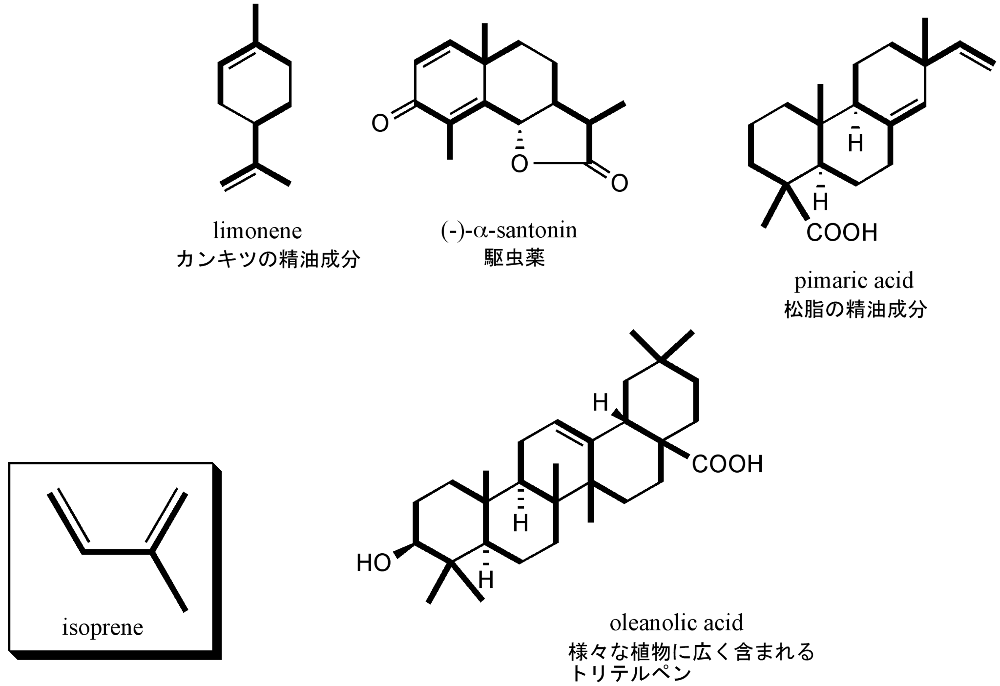 O
O
O
H
H
COOH
limonene
カンキツの精油成分
(-)-α-santonin
駆虫薬
pimaric acid
松脂の精油成分
H
COOH
H
HO
H
isoprene
oleanolic acid
様々な植物に広く含まれる
トリテルペン